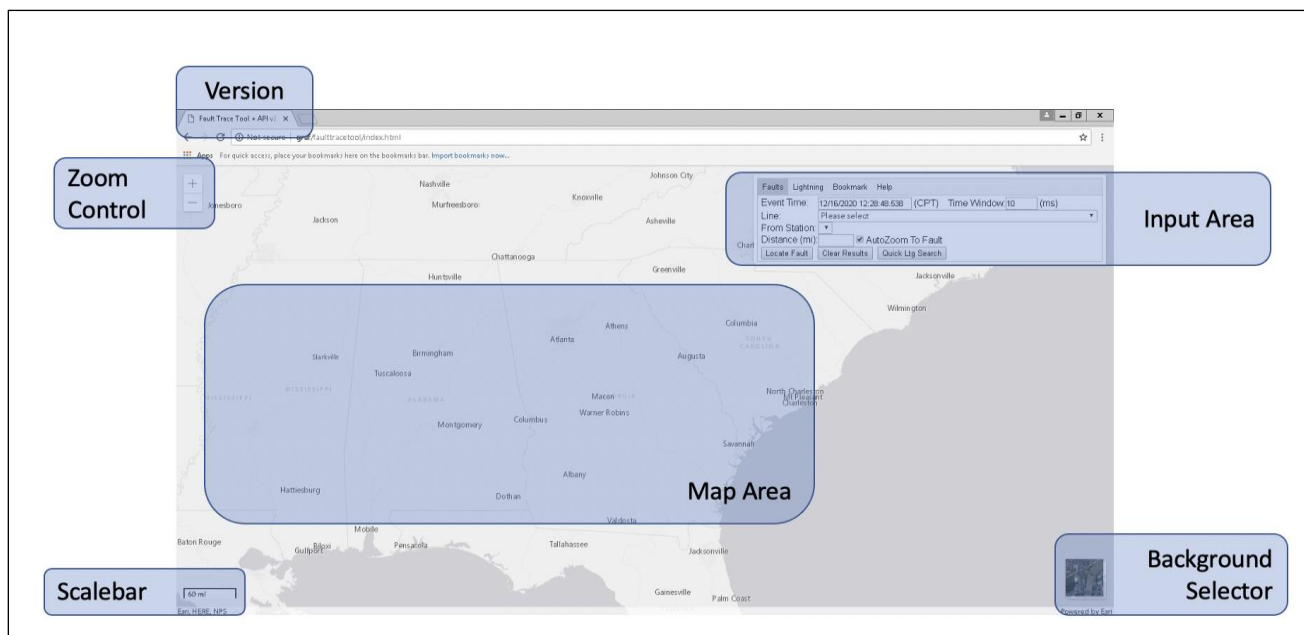 Version
Fault Trace Tool + API v.
Not secure | graf/faulttracetool/index.html
Apps For quick access, place your bookmarks here on the bookmarks bar. Import bookmarks now...
Zoom
Control
Input Area
Faults Lightning Bookmark Help
Event Time: 12/16/2020 12:28:48.538 (CPT) Time Window 10 (ms)
Line: Please select
From Station:
Distance (mi): AutoZoom To Fault
Locate Fault Clear Results Quick Ltg Search
Johnson City
Nashville
Knoxville
Jonesboro
Murfreesboro
Jackson
Asheville
Chattanooga
Greenville
Huntsville
Jacksonville
Wilmington
Columbia
Athens
Atlanta
SOUTH
CAROLINA
Birmingham
Starkville
Augusta
Tuscaloosa
MISSISSIPPI
North Charleston
Mt Pleasant
Charleston
Macon
ALABAMA
Warner Robins
Columbus
Montgomery
Savannah
Albany
Hattiesburg
Dothan
Map Area
Valdosta
Mobile
Baton Rouge
Biloxi
Gulfport
Pensacola
Tallahassee
Jacksonville
Background
Selector
Scalebar
60 mi
Gainesville
Palm Coast
Esri, HERE, NPS
Powered by Esri